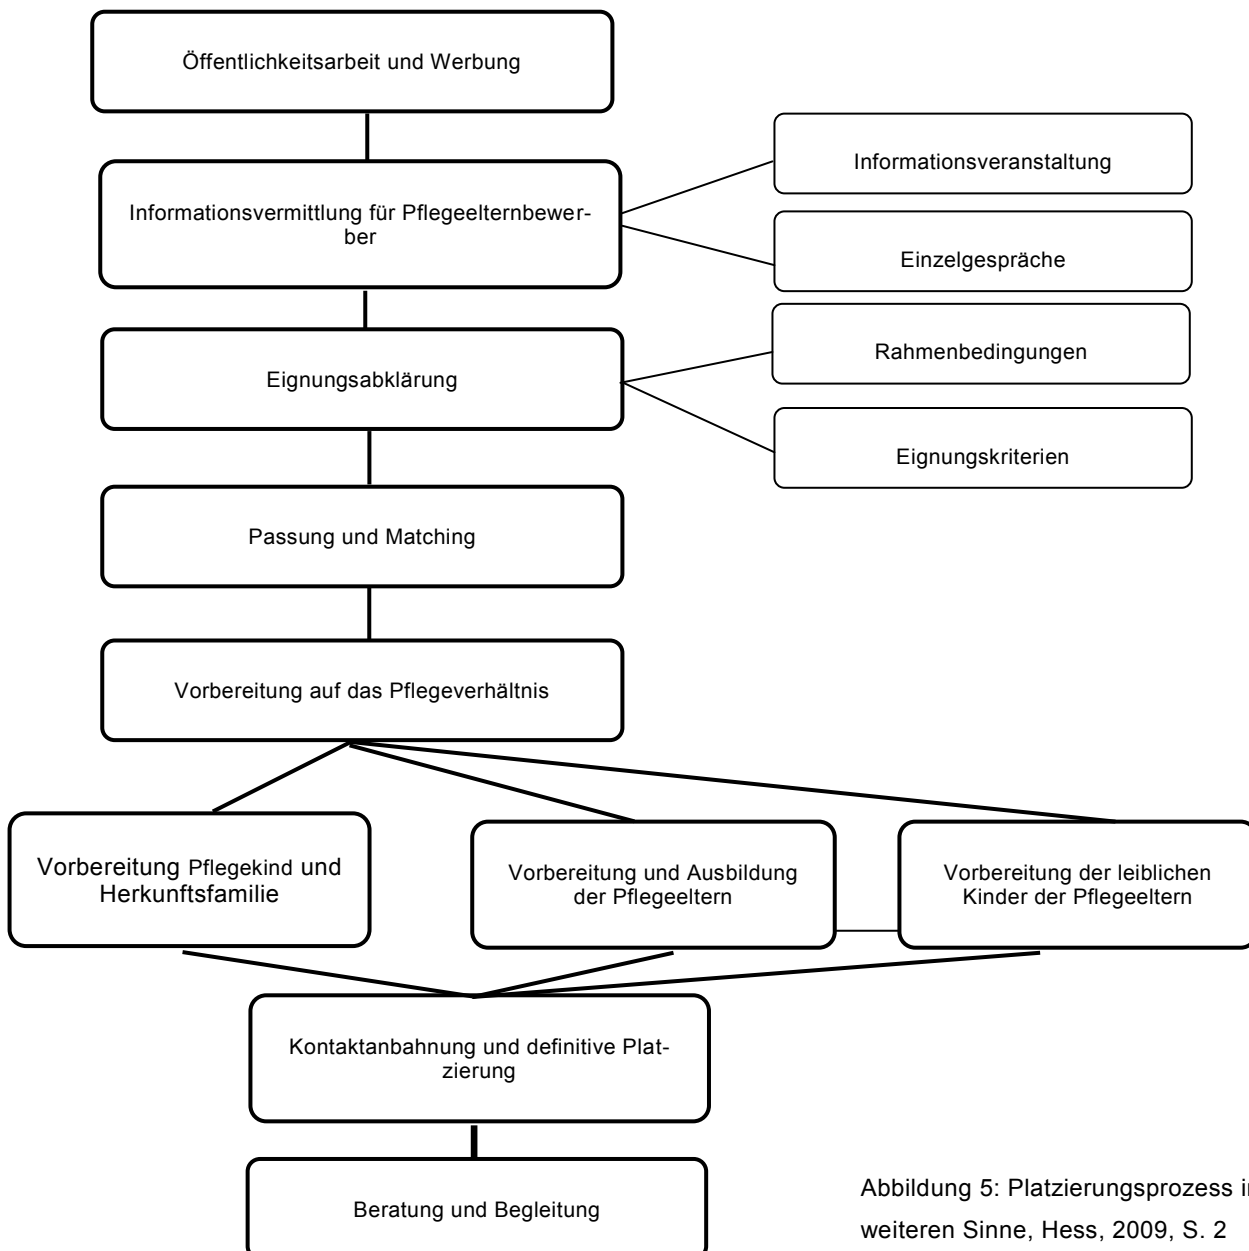 Öffentlichkeitsarbeit und Werbung
Informationsvermittlung für Pflegeelternbewer-
ber
Informationsveranstaltung
Einzelgespräche
Eignungsabklärung
Rahmenbedingungen
Eignungskriterien
Passung und Matching
Vorbereitung auf das Pflegeverhältnis
Vorbereitung Pflegekind und
Herkunftsfamilie
Vorbereitung und Ausbildung
der Pflegeeltern
Vorbereitung der leiblichen
Kinder der Pflegeeltern
Kontaktanbahnung und definitive Plat-
zierung
Beratung und Begleitung
Abbildung 5: Platzierungsprozess
weiteren Sinne, Hess, 2009, S. 2